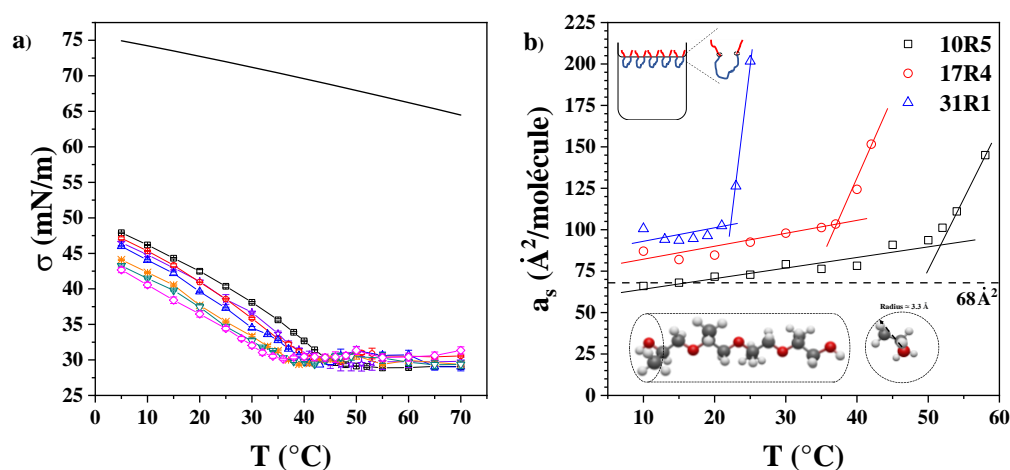 a)
75
70
65
60
55
50
45
40
35
30
25
σ (mN/m)
0 10 20 30 40 50 60 70
T (°C)
b)
225
200
175
150
125
100
75
50
25
0
a_s (Å²/molécule)
10R5
17R4
31R1
68 Å²
Radius = 3.3 Å
10 20 30 40 50 60
T (°C)